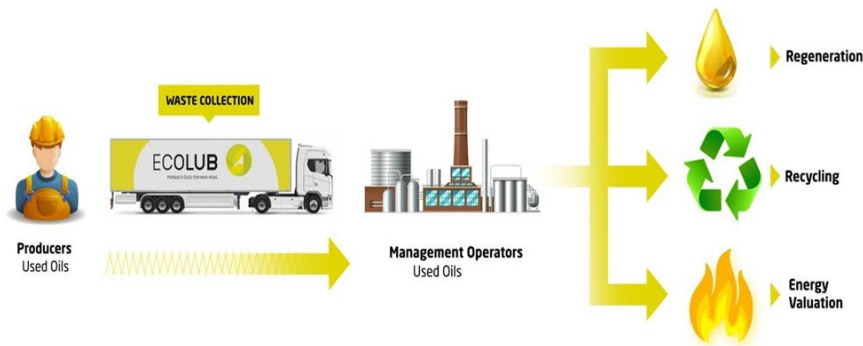 WASTE COLLECTION
ECOLUB
Producers
Used Oils
Management Operators
Used Oils
Regeneration
Recycling
Energy
Valuation